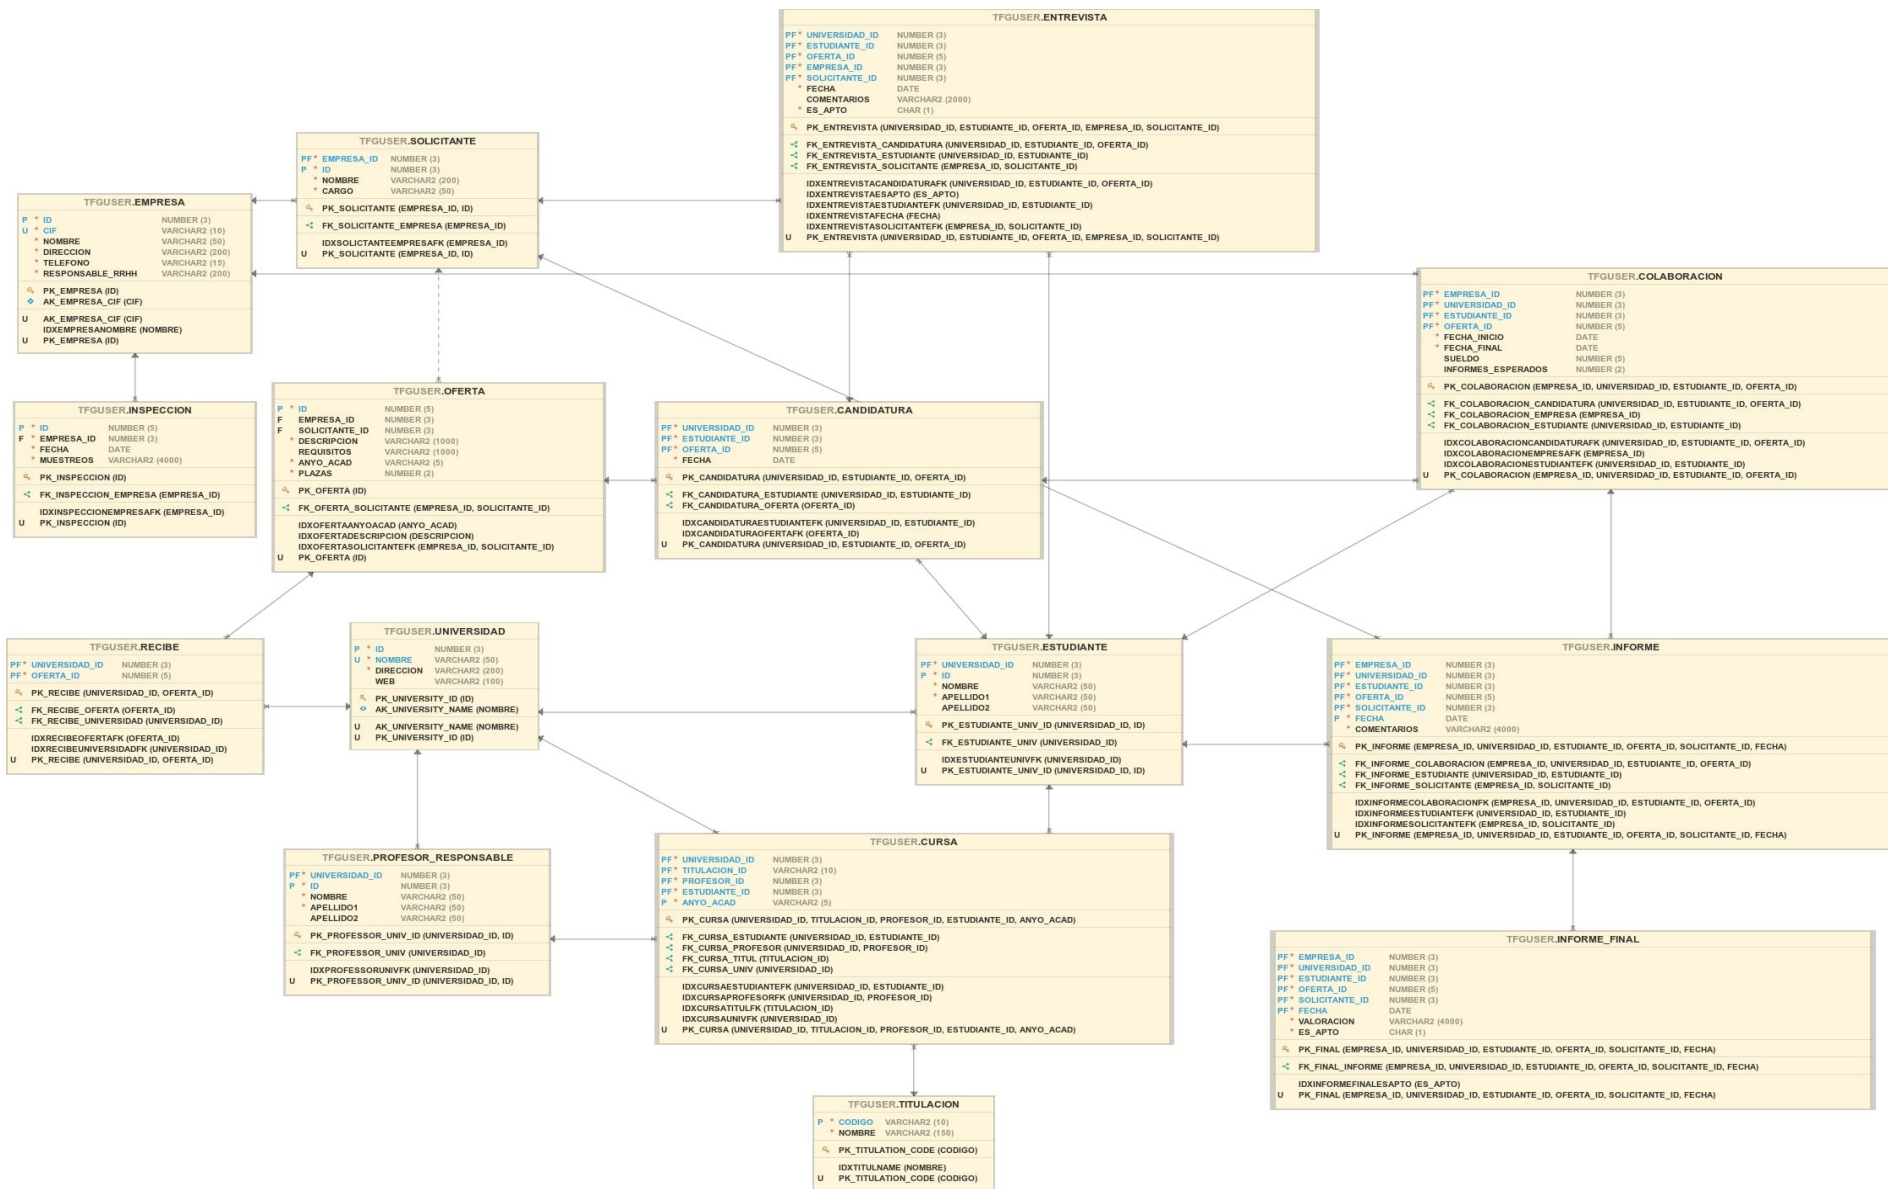 TFGUSER.ENTREVISTA
PF* UNIVERSIDAD_ID NUMBER (3)
PF* ESTUDIANTE_ID NUMBER (3)
PF* OFERTA_ID NUMBER (5)
PF* EMPRESA_ID NUMBER (3)
PF* SOLICITANTE_ID NUMBER (3)
* FECHA DATE
COMENTARIOS VARCHAR2 (2000)
* ES_APTO CHAR (1)
PK_ENTREVISTA (UNIVERSIDAD_ID, ESTUDIANTE_ID, OFERTA_ID, EMPRESA_ID, SOLICITANTE_ID)
FK_ENTREVISTA_CANDIDATURA (UNIVERSIDAD_ID, ESTUDIANTE_ID, OFERTA_ID)
FK_ENTREVISTA_ESTUDIANTE (UNIVERSIDAD_ID, ESTUDIANTE_ID)
FK_ENTREVISTA_SOLICITANTE (EMPRESA_ID, SOLICITANTE_ID)
IDXENTREVISTACANDIDATURAFK (UNIVERSIDAD_ID, ESTUDIANTE_ID, OFERTA_ID)
IDXENTREVISTAESAPTO (ES_APTO)
IDXENTREVISTAESTUDIANTEFK (UNIVERSIDAD_ID, ESTUDIANTE_ID)
IDXENTREVISTAFECHA (FECHA)
IDXENTREVISTASOLICITANTEFK (EMPRESA_ID, SOLICITANTE_ID)
U PK_ENTREVISTA (UNIVERSIDAD_ID, ESTUDIANTE_ID, OFERTA_ID, EMPRESA_ID, SOLICITANTE_ID)
TFGUSER.SOLICITANTE
PF* EMPRESA_ID NUMBER (3)
P * ID NUMBER (3)
* NOMBRE VARCHAR2 (200)
* CARGO VARCHAR2 (50)
PK_SOLICITANTE (EMPRESA_ID, ID)
FK_SOLICITANTE_EMPRESA (EMPRESA_ID)
IDXSOLICTANTEEMPRESAFK (EMPRESA_ID)
U PK_SOLICITANTE (EMPRESA_ID, ID)
TFGUSER.EMPRESA
P * ID NUMBER (3)
U * CIF VARCHAR2 (10)
* NOMBRE VARCHAR2 (50)
* DIRECCION VARCHAR2 (200)
* TELEFONO VARCHAR2 (15)
* RESPONSABLE_RRHH VARCHAR2 (200)
PK_EMPRESA (ID)
AK_EMPRESA_CIF (CIF)
U AK_EMPRESA_CIF (CIF)
IDXEMPRESANOMBRE (NOMBRE)
U PK_EMPRESA (ID)
TFGUSER.COLABORACION
PF* EMPRESA_ID NUMBER (3)
PF* UNIVERSIDAD_ID NUMBER (3)
PF* ESTUDIANTE_ID NUMBER (3)
PF* OFERTA_ID NUMBER (5)
* FECHA_INICIO DATE
* FECHA_FINAL DATE
SUELDO NUMBER (5)
INFORMES_ESPERADOS NUMBER (2)
PK_COLABORACION (EMPRESA_ID, UNIVERSIDAD_ID, ESTUDIANTE_ID, OFERTA_ID)
FK_COLABORACION_CANDIDATURA (UNIVERSIDAD_ID, ESTUDIANTE_ID, OFERTA_ID)
FK_COLABORACION_EMPRESA (EMPRESA_ID)
FK_COLABORACION_ESTUDIANTE (UNIVERSIDAD_ID, ESTUDIANTE_ID)
IDXCOLABORACIONCANDIDATURAFK (UNIVERSIDAD_ID, ESTUDIANTE_ID, OFERTA_ID)
IDXCOLABORACIONEMPRESAFK (EMPRESA_ID)
IDXCOLABORACIONESTUDIANTEFK (UNIVERSIDAD_ID, ESTUDIANTE_ID)
U PK_COLABORACION (EMPRESA_ID, UNIVERSIDAD_ID, ESTUDIANTE_ID, OFERTA_ID)
TFGUSER.INSPECCION
P * ID NUMBER (5)
F * EMPRESA_ID NUMBER (3)
* FECHA DATE
* MUESTREOS VARCHAR2 (4000)
PK_INSPECCION (ID)
FK_INSPECCION_EMPRESA (EMPRESA_ID)
IDXINSPECCIONEMPRESAFK (EMPRESA_ID)
U PK_INSPECCION (ID)
TFGUSER.OFERTA
P * ID NUMBER (5)
F EMPRESA_ID NUMBER (3)
F SOLICITANTE_ID NUMBER (3)
* DESCRIPCION VARCHAR2 (1000)
REQUISITOS VARCHAR2 (1000)
* ANYO_ACAD VARCHAR2 (5)
* PLAZAS NUMBER (2)
PK_OFERTA (ID)
FK_OFERTA_SOLICITANTE (EMPRESA_ID, SOLICITANTE_ID)
IDXOFERTAANYOACAD (ANYO_ACAD)
IDXOFERTADESCRIPCION (DESCRIPCION)
IDXOFERTASOLICITANTEFK (EMPRESA_ID, SOLICITANTE_ID)
U PK_OFERTA (ID)
TFGUSER.CANDIDATURA
PF* UNIVERSIDAD_ID NUMBER (3)
PF* ESTUDIANTE_ID NUMBER (3)
PF* OFERTA_ID NUMBER (5)
* FECHA DATE
PK_CANDIDATURA (UNIVERSIDAD_ID, ESTUDIANTE_ID, OFERTA_ID)
FK_CANDIDATURA_ESTUDIANTE (UNIVERSIDAD_ID, ESTUDIANTE_ID)
FK_CANDIDATURA_OFERTA (OFERTA_ID)
IDXCANDIDATURAESTUDIANTEFK (UNIVERSIDAD_ID, ESTUDIANTE_ID)
IDXCANDIDATURAOFERTAFK (OFERTA_ID)
U PK_CANDIDATURA (UNIVERSIDAD_ID, ESTUDIANTE_ID, OFERTA_ID)
TFGUSER.RECIBE
PF* UNIVERSIDAD_ID NUMBER (3)
PF* OFERTA_ID NUMBER (5)
PK_RECIBE (UNIVERSIDAD_ID, OFERTA_ID)
FK_RECIBE_OFERTA (OFERTA_ID)
FK_RECIBE_UNIVERSIDAD (UNIVERSIDAD_ID)
IDXRECIBEOFERTAFK (OFERTA_ID)
IDXRECIBEUNIVERSIDADFK (UNIVERSIDAD_ID)
U PK_RECIBE (UNIVERSIDAD_ID, OFERTA_ID)
TFGUSER.UNIVERSIDAD
P * ID NUMBER (3)
U * NOMBRE VARCHAR2 (50)
* DIRECCION VARCHAR2 (200)
WEB VARCHAR2 (100)
PK_UNIVERSITY_ID (ID)
AK_UNIVERSITY_NAME (NOMBRE)
U AK_UNIVERSITY_NAME (NOMBRE)
U PK_UNIVERSITY_ID (ID)
TFGUSER.ESTUDIANTE
PF* UNIVERSIDAD_ID NUMBER (3)
P * ID NUMBER (3)
* NOMBRE VARCHAR2 (50)
* APELLIDO1 VARCHAR2 (50)
APELLIDO2 VARCHAR2 (50)
PK_ESTUDIANTE_UNIV_ID (UNIVERSIDAD_ID, ID)
FK_ESTUDIANTE_UNIV (UNIVERSIDAD_ID)
IDXESTUDIANTEUNIVFK (UNIVERSIDAD_ID)
U PK_ESTUDIANTE_UNIV_ID (UNIVERSIDAD_ID, ID)
TFGUSER.INFORME
PF* EMPRESA_ID NUMBER (3)
PF* UNIVERSIDAD_ID NUMBER (3)
PF* ESTUDIANTE_ID NUMBER (3)
PF* OFERTA_ID NUMBER (5)
PF* SOLICITANTE_ID NUMBER (3)
P * FECHA DATE
* COMENTARIOS VARCHAR2 (4000)
PK_INFORME (EMPRESA_ID, UNIVERSIDAD_ID, ESTUDIANTE_ID, OFERTA_ID, SOLICITANTE_ID, FECHA)
FK_INFORME_COLABORACION (EMPRESA_ID, UNIVERSIDAD_ID, ESTUDIANTE_ID, OFERTA_ID)
FK_INFORME_ESTUDIANTE (UNIVERSIDAD_ID, ESTUDIANTE_ID)
FK_INFORME_SOLICITANTE (EMPRESA_ID, SOLICITANTE_ID)
IDXINFORMECOLABORACIONFK (EMPRESA_ID, UNIVERSIDAD_ID, ESTUDIANTE_ID, OFERTA_ID)
IDXINFORMEESTUDIANTEFK (UNIVERSIDAD_ID, ESTUDIANTE_ID)
IDXINFORMESOLICITANTEFK (EMPRESA_ID, SOLICITANTE_ID)
U PK_INFORME (EMPRESA_ID, UNIVERSIDAD_ID, ESTUDIANTE_ID, OFERTA_ID, SOLICITANTE_ID, FECHA)
TFGUSER.PROFESOR_RESPONSABLE
PF* UNIVERSIDAD_ID NUMBER (3)
P * ID NUMBER (3)
* NOMBRE VARCHAR2 (50)
* APELLIDO1 VARCHAR2 (50)
APELLIDO2 VARCHAR2 (50)
PK_PROFESSOR_UNIV_ID (UNIVERSIDAD_ID, ID)
FK_PROFESSOR_UNIV (UNIVERSIDAD_ID)
IDXPROFESSORUNIVFK (UNIVERSIDAD_ID)
U PK_PROFESSOR_UNIV_ID (UNIVERSIDAD_ID, ID)
TFGUSER.CURSA
PF* UNIVERSIDAD_ID NUMBER (3)
PF* TITULACION_ID VARCHAR2 (10)
PF* PROFESOR_ID NUMBER (3)
PF* ESTUDIANTE_ID NUMBER (3)
P * ANYO_ACAD VARCHAR2 (5)
PK_CURSA (UNIVERSIDAD_ID, TITULACION_ID, PROFESOR_ID, ESTUDIANTE_ID, ANYO_ACAD)
FK_CURSA_ESTUDIANTE (UNIVERSIDAD_ID, ESTUDIANTE_ID)
FK_CURSA_PROFESOR (UNIVERSIDAD_ID, PROFESOR_ID)
FK_CURSA_TITUL (TITULACION_ID)
FK_CURSA_UNIV (UNIVERSIDAD_ID)
IDXCURSAESTUDIANTEFK (UNIVERSIDAD_ID, ESTUDIANTE_ID)
IDXCURSAPROFESORFK (UNIVERSIDAD_ID, PROFESOR_ID)
IDXCURSATITULFK (TITULACION_ID)
IDXCURSAUNIVFK (UNIVERSIDAD_ID)
U PK_CURSA (UNIVERSIDAD_ID, TITULACION_ID, PROFESOR_ID, ESTUDIANTE_ID, ANYO_ACAD)
TFGUSER.INFORME_FINAL
PF* EMPRESA_ID NUMBER (3)
PF* UNIVERSIDAD_ID NUMBER (3)
PF* ESTUDIANTE_ID NUMBER (3)
PF* OFERTA_ID NUMBER (5)
PF* SOLICITANTE_ID NUMBER (3)
PF* FECHA DATE
* VALORACION VARCHAR2 (4000)
* ES_APTO CHAR (1)
PK_FINAL (EMPRESA_ID, UNIVERSIDAD_ID, ESTUDIANTE_ID, OFERTA_ID, SOLICITANTE_ID, FECHA)
FK_FINAL_INFORME (EMPRESA_ID, UNIVERSIDAD_ID, ESTUDIANTE_ID, OFERTA_ID, SOLICITANTE_ID, FECHA)
IDXINFORMEFINALESAPTO (ES_APTO)
U PK_FINAL (EMPRESA_ID, UNIVERSIDAD_ID, ESTUDIANTE_ID, OFERTA_ID, SOLICITANTE_ID, FECHA)
TFGUSER.TITULACION
P * CODIGO VARCHAR2 (10)
* NOMBRE VARCHAR2 (150)
PK_TITULATION_CODE (CODIGO)
IDXTITULNAME (NOMBRE)
U PK_TITULATION_CODE (CODIGO)